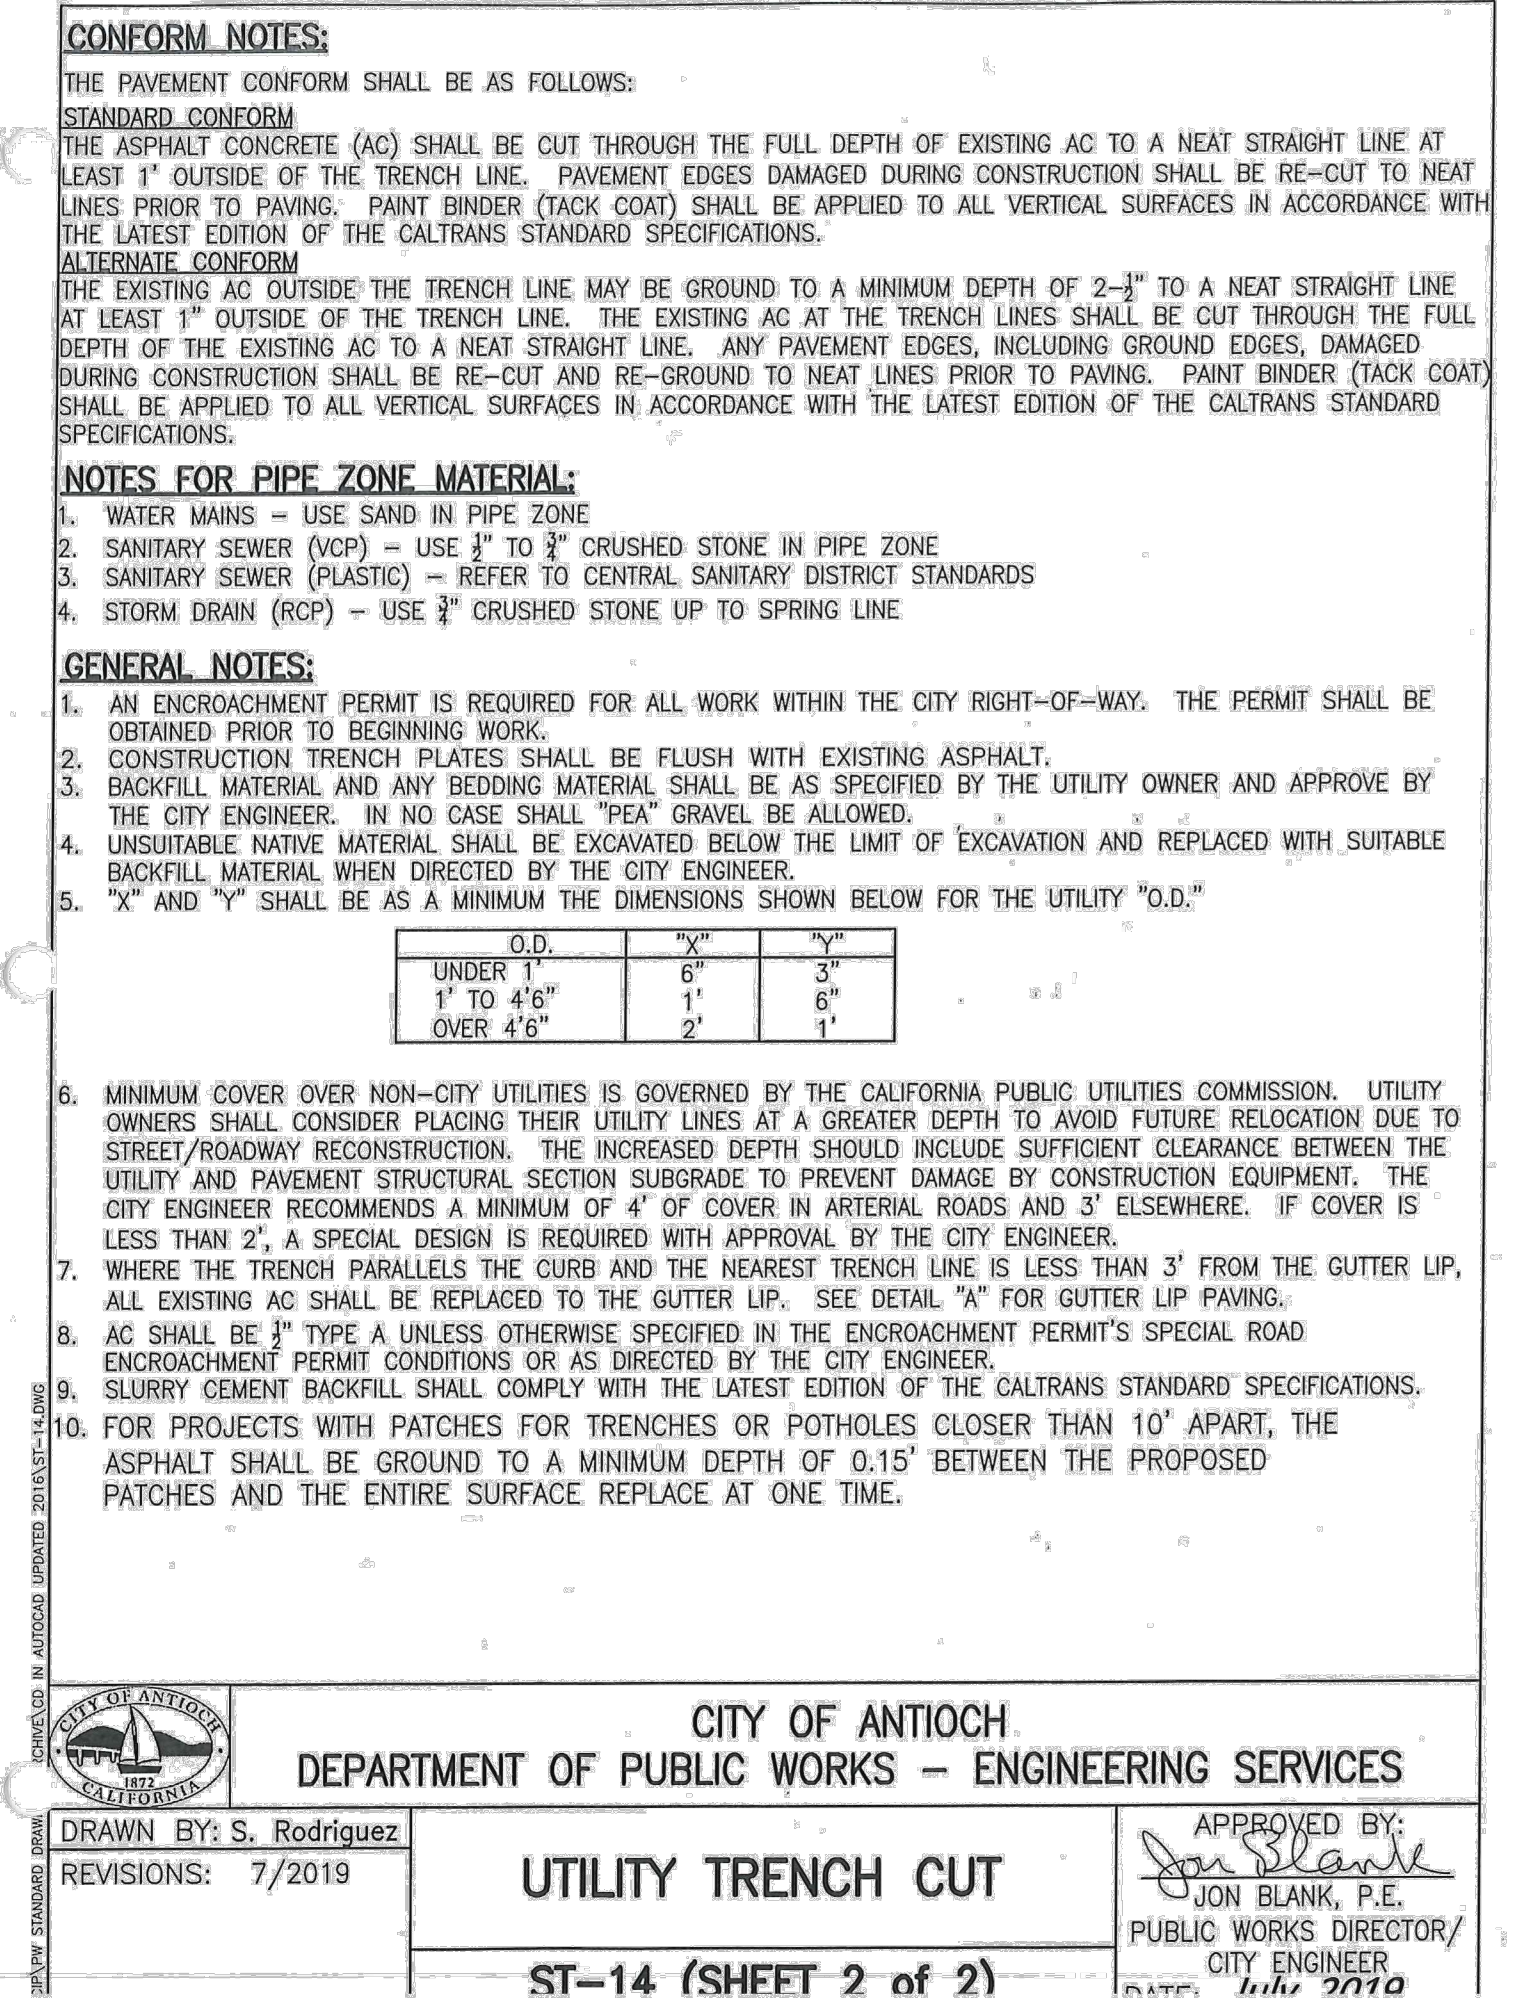 CONFORM NOTES:
THE PAVEMENT CONFORM SHALL BE AS FOLLOWS:
STANDARD CONFORM
THE ASPHALT CONCRETE (AC) SHALL BE CUT THROUGH THE FULL DEPTH OF EXISTING AC TO A NEAT STRAIGHT LINE AT
LEAST 1' OUTSIDE OF THE TRENCH LINE. PAVEMENT EDGES DAMAGED DURING CONSTRUCTION SHALL BE RE-CUT TO NEAT
LINES PRIOR TO PAVING. PAINT BINDER (TACK COAT) SHALL BE APPLIED TO ALL VERTICAL SURFACES IN ACCORDANCE WITH
THE LATEST EDITION OF THE CALTRANS STANDARD SPECIFICATIONS.
ALTERNATE CONFORM
THE EXISTING AC OUTSIDE THE TRENCH LINE MAY BE GROUND TO A MINIMUM DEPTH OF 2-½" TO A NEAT STRAIGHT LINE
AT LEAST 1" OUTSIDE OF THE TRENCH LINE. THE EXISTING AC AT THE TRENCH LINES SHALL BE CUT THROUGH THE FULL
DEPTH OF THE EXISTING AC TO A NEAT STRAIGHT LINE. ANY PAVEMENT EDGES, INCLUDING GROUND EDGES, DAMAGED
DURING CONSTRUCTION SHALL BE RE-CUT AND RE-GROUND TO NEAT LINES PRIOR TO PAVING. PAINT BINDER (TACK COAT)
SHALL BE APPLIED TO ALL VERTICAL SURFACES IN ACCORDANCE WITH THE LATEST EDITION OF THE CALTRANS STANDARD
SPECIFICATIONS.
NOTES FOR PIPE ZONE MATERIAL:
1. WATER MAINS - USE SAND IN PIPE ZONE
2. SANITARY SEWER (VCP) - USE ½" TO ¾" CRUSHED STONE IN PIPE ZONE
3. SANITARY SEWER (PLASTIC) - REFER TO CENTRAL SANITARY DISTRICT STANDARDS
4. STORM DRAIN (RCP) - USE ¾" CRUSHED STONE UP TO SPRING LINE
GENERAL NOTES:
1. AN ENCROACHMENT PERMIT IS REQUIRED FOR ALL WORK WITHIN THE CITY RIGHT-OF-WAY. THE PERMIT SHALL BE
OBTAINED PRIOR TO BEGINNING WORK.
2. CONSTRUCTION TRENCH PLATES SHALL BE FLUSH WITH EXISTING ASPHALT.
3. BACKFILL MATERIAL AND ANY BEDDING MATERIAL SHALL BE AS SPECIFIED BY THE UTILITY OWNER AND APPROVE BY
THE CITY ENGINEER. IN NO CASE SHALL "PEA" GRAVEL BE ALLOWED.
4. UNSUITABLE NATIVE MATERIAL SHALL BE EXCAVATED BELOW THE LIMIT OF EXCAVATION AND REPLACED WITH SUITABLE
BACKFILL MATERIAL WHEN DIRECTED BY THE CITY ENGINEER.
5. "X" AND "Y" SHALL BE AS A MINIMUM THE DIMENSIONS SHOWN BELOW FOR THE UTILITY "O.D."
O.D. "X" "Y"
UNDER 1' 6" 3"
1' TO 4'6" 1' 6"
OVER 4'6" 2' 1'
6. MINIMUM COVER OVER NON-CITY UTILITIES IS GOVERNED BY THE CALIFORNIA PUBLIC UTILITIES COMMISSION. UTILITY
OWNERS SHALL CONSIDER PLACING THEIR UTILITY LINES AT A GREATER DEPTH TO AVOID FUTURE RELOCATION DUE TO
STREET/ROADWAY RECONSTRUCTION. THE INCREASED DEPTH SHOULD INCLUDE SUFFICIENT CLEARANCE BETWEEN THE
UTILITY AND PAVEMENT STRUCTURAL SECTION SUBGRADE TO PREVENT DAMAGE BY CONSTRUCTION EQUIPMENT. THE
CITY ENGINEER RECOMMENDS A MINIMUM OF 4' OF COVER IN ARTERIAL ROADS AND 3' ELSEWHERE. IF COVER IS
LESS THAN 2', A SPECIAL DESIGN IS REQUIRED WITH APPROVAL BY THE CITY ENGINEER.
7. WHERE THE TRENCH PARALLELS THE CURB AND THE NEAREST TRENCH LINE IS LESS THAN 3' FROM THE GUTTER LIP,
ALL EXISTING AC SHALL BE REPLACED TO THE GUTTER LIP. SEE DETAIL "A" FOR GUTTER LIP PAVING.
8. AC SHALL BE ½" TYPE A UNLESS OTHERWISE SPECIFIED IN THE ENCROACHMENT PERMIT'S SPECIAL ROAD
ENCROACHMENT PERMIT CONDITIONS OR AS DIRECTED BY THE CITY ENGINEER.
9. SLURRY CEMENT BACKFILL SHALL COMPLY WITH THE LATEST EDITION OF THE CALTRANS STANDARD SPECIFICATIONS.
10. FOR PROJECTS WITH PATCHES FOR TRENCHES OR POTHOLES CLOSER THAN 10' APART, THE
ASPHALT SHALL BE GROUND TO A MINIMUM DEPTH OF 0.15' BETWEEN THE PROPOSED
PATCHES AND THE ENTIRE SURFACE REPLACE AT ONE TIME.
CHIVE\CD IN AUTOCAD UPDATED 2016\ST-14.DWG
CIP\PW STANDARD DRAWI
CITY OF ANTIOCH
1872
CALIFORNIA
CITY OF ANTIOCH
DEPARTMENT OF PUBLIC WORKS - ENGINEERING SERVICES
DRAWN BY: S. Rodriguez
REVISIONS: 7/2019
UTILITY TRENCH CUT
ST-14 (SHEET 2 of 2)
APPROVED BY:
Jon Blank
JON BLANK, P.E.
PUBLIC WORKS DIRECTOR/
CITY ENGINEER
DATE: July 2019